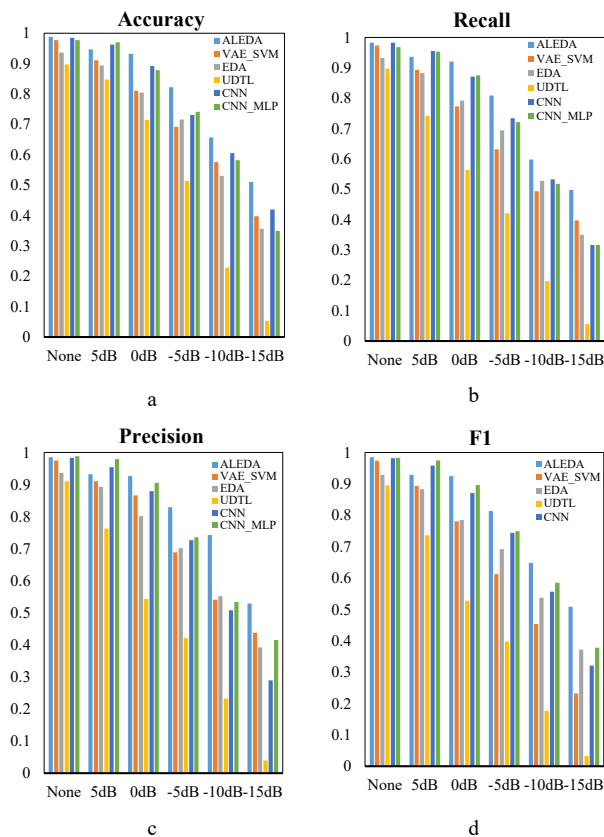 Accuracy
1
0.9
0.8
0.7
0.6
0.5
0.4
0.3
0.2
0.1
0
ALEDA
VAE_SVM
EDA
UDTL
CNN
CNN_MLP
None 5dB 0dB -5dB -10dB -15dB
a
Recall
1
0.9
0.8
0.7
0.6
0.5
0.4
0.3
0.2
0.1
0
ALEDA
VAE_SVM
EDA
UDTL
CNN
CNN_MLP
None 5dB 0dB -5dB -10dB -15dB
b
Precision
1
0.9
0.8
0.7
0.6
0.5
0.4
0.3
0.2
0.1
0
ALEDA
VAE_SVM
EDA
UDTL
CNN
CNN_MLP
None 5dB 0dB -5dB -10dB -15dB
c
F1
1
0.9
0.8
0.7
0.6
0.5
0.4
0.3
0.2
0.1
0
ALEDA
VAE_SVM
EDA
UDTL
CNN
None 5dB 0dB -5dB -10dB -15dB
d